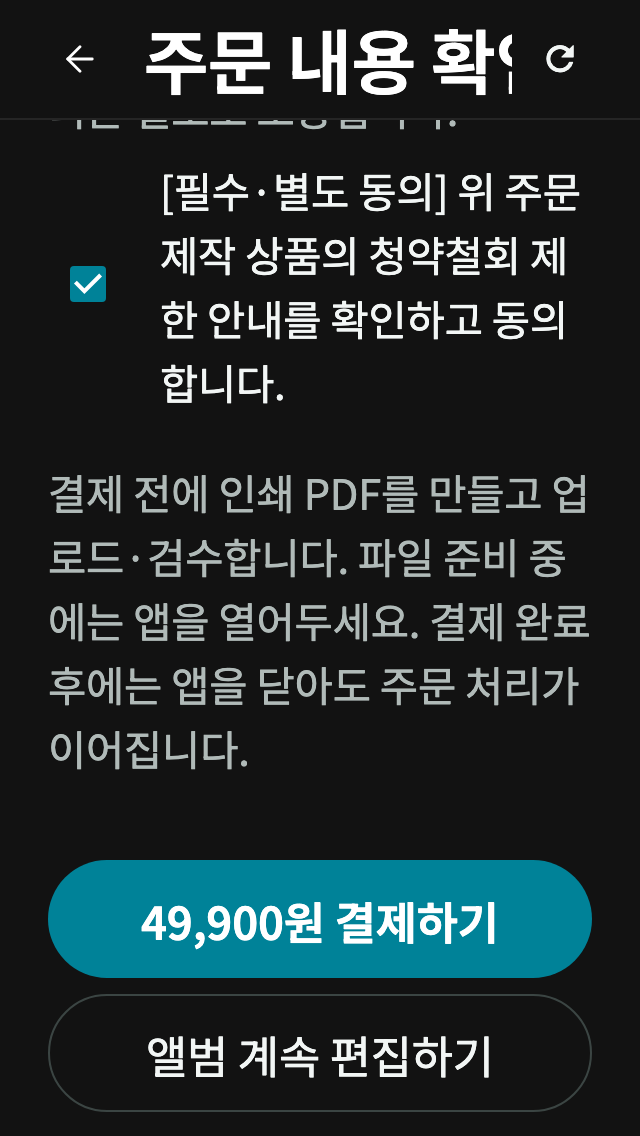 주문 내용 확
[필수·별도 동의] 위 주문
제작 상품의 청약철회 제
한 안내를 확인하고 동의
합니다.
결제 전에 인쇄 PDF를 만들고 업
로드·검수합니다. 파일 준비 중
에는 앱을 열어두세요. 결제 완료
후에는 앱을 닫아도 주문 처리가
이어집니다.
49,900원 결제하기
앨범 계속 편집하기